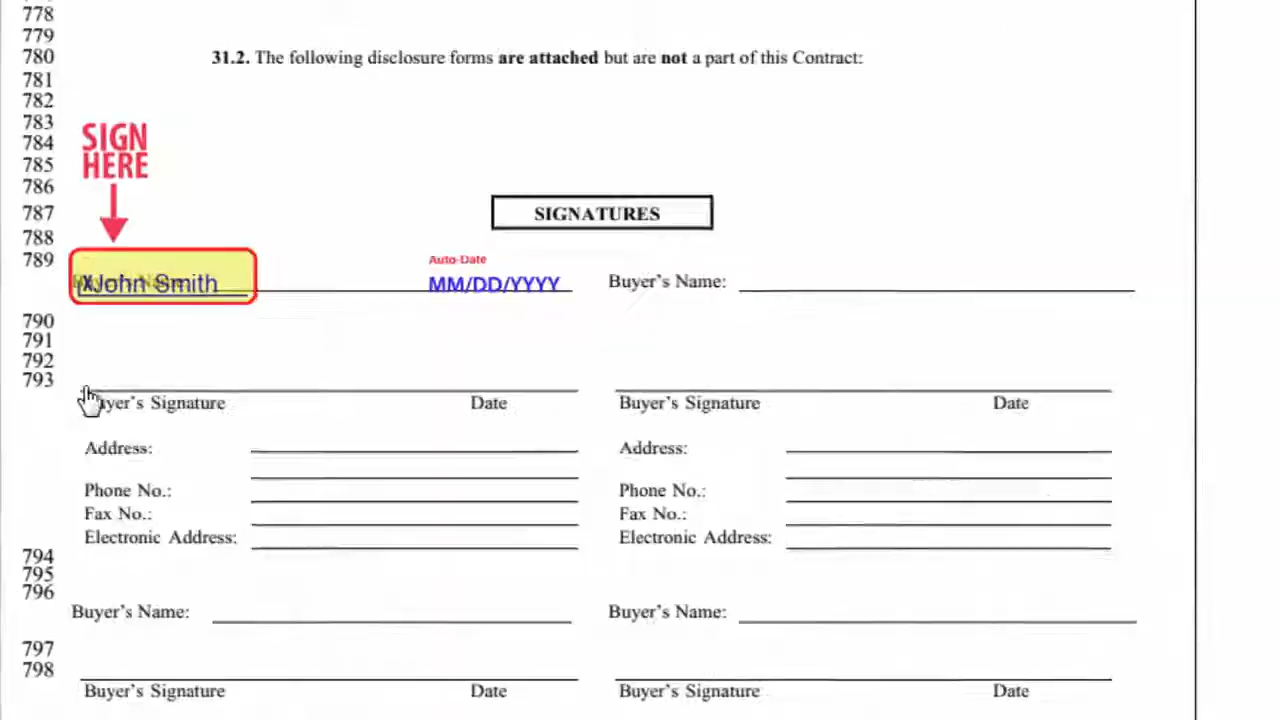 778
779
780 31.2. The following disclosure forms are attached but are not a part of this Contract:
781
782
783
784 SIGN
785 HERE
786
787 SIGNATURES
788
789 Auto-Date
Buyer's Name: XJohn Smith MM/DD/YYYY Buyer's Name:
790
791
792
793
Buyer's Signature Date Buyer's Signature Date
Address: Address:
Phone No.: Phone No.:
Fax No.: Fax No.:
Electronic Address: Electronic Address:
794
795
796
Buyer's Name: Buyer's Name:
797
798
Buyer's Signature Date Buyer's Signature Date